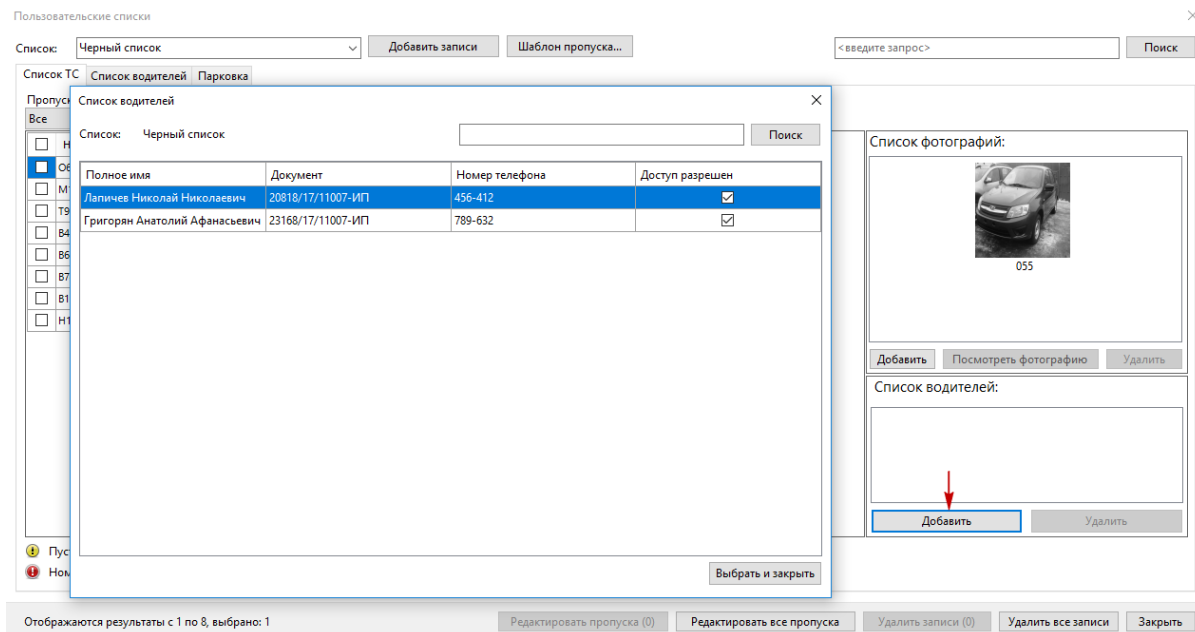 Пользовательские списки
Список: Черный список Добавить записи Шаблон пропуска... <введите запрос> Поиск
Список ТС Список водителей Парковка
Все
Список водителей
Список: Черный список Поиск
Полное имя Документ Номер телефона Доступ разрешен
Лапичев Николай Николаевич 20818/17/11007-ИП 456-412
Григорян Анатолий Афанасьевич 23168/17/11007-ИП 789-632
Выбрать и закрыть
Список фотографий:
055
Добавить Посмотреть фотографию Удалить
Список водителей:
Добавить Удалить
Отображаются результаты с 1 по 8, выбрано: 1 Редактировать пропуска (0) Редактировать все пропуска Удалить записи (0) Удалить все записи Закрыть